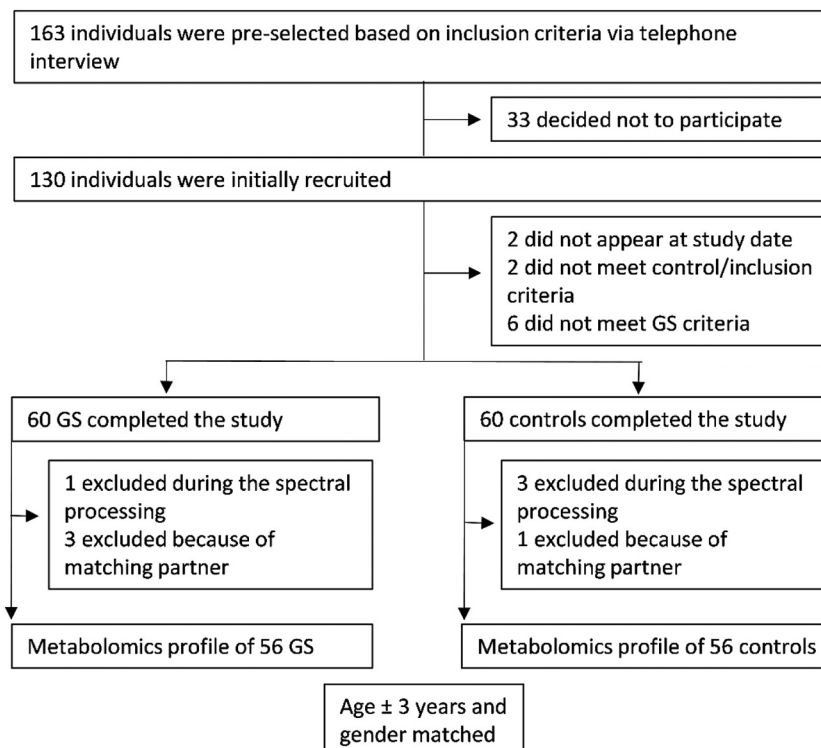 163 individuals were pre-selected based on inclusion criteria via telephone
interview
33 decided not to participate
130 individuals were initially recruited
2 did not appear at study date
2 did not meet control/inclusion
criteria
6 did not meet GS criteria
60 GS completed the study
60 controls completed the study
1 excluded during the spectral
processing
3 excluded because of
matching partner
3 excluded during the spectral
processing
1 excluded because of
matching partner
Metabolomics profile of 56 GS
Metabolomics profile of 56 controls
Age ± 3 years and
gender matched